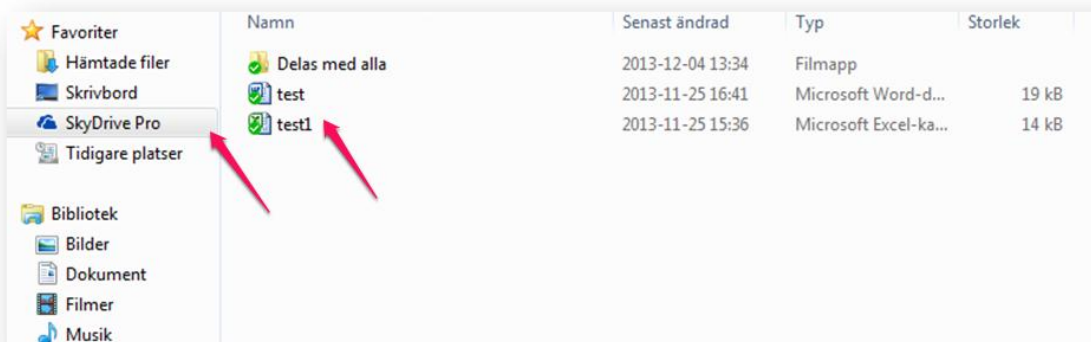 Favoriter
Hämtade filer
Skrivbord
SkyDrive Pro
Tidigare platser
Bibliotek
Bilder
Dokument
Filmer
Musik
Namn Senast ändrad Typ Storlek
Delas med alla 2013-12-04 13:34 Filmapp
test 2013-11-25 16:41 Microsoft Word-d... 19 kB
test1 2013-11-25 15:36 Microsoft Excel-ka... 14 kB